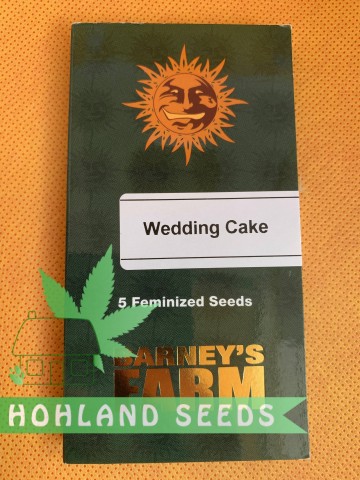 Wedding Cake
5 Feminized Seeds
BARNEY'S
FARM
HOHLAND SEEDS